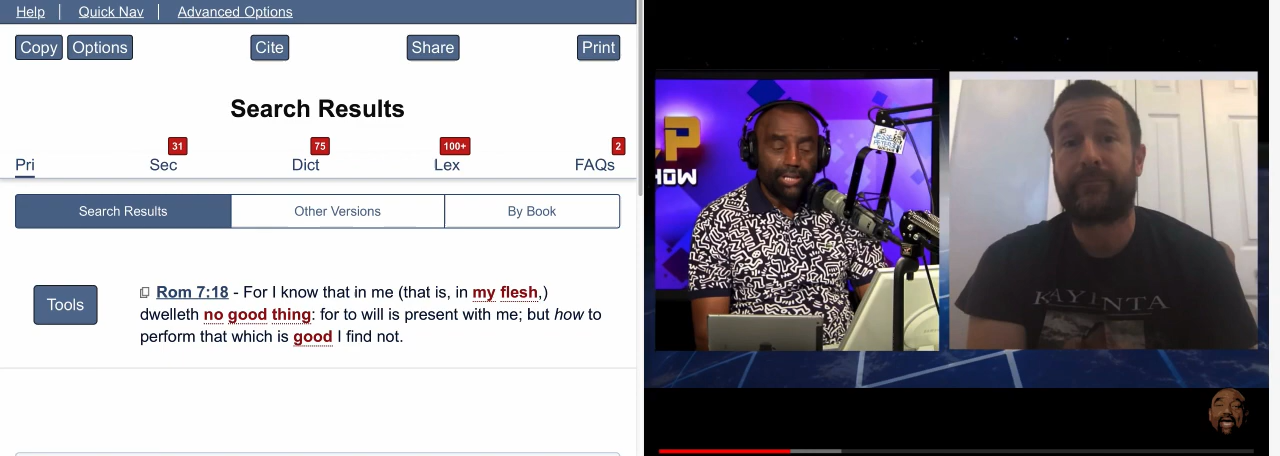 Help
Quick Nav
Advanced Options
Copy
Options
Cite
Share
Print
Search Results
31
75
100+
2
Pri
Sec
Dict
Lex
FAQs
Search Results
Other Versions
By Book
Tools
Rom 7:18 - For I know that in me (that is, in my flesh,)
dwelleth no good thing: for to will is present with me; but how to
perform that which is good I find not.
LP
HOW
JESSE
KAYINTA